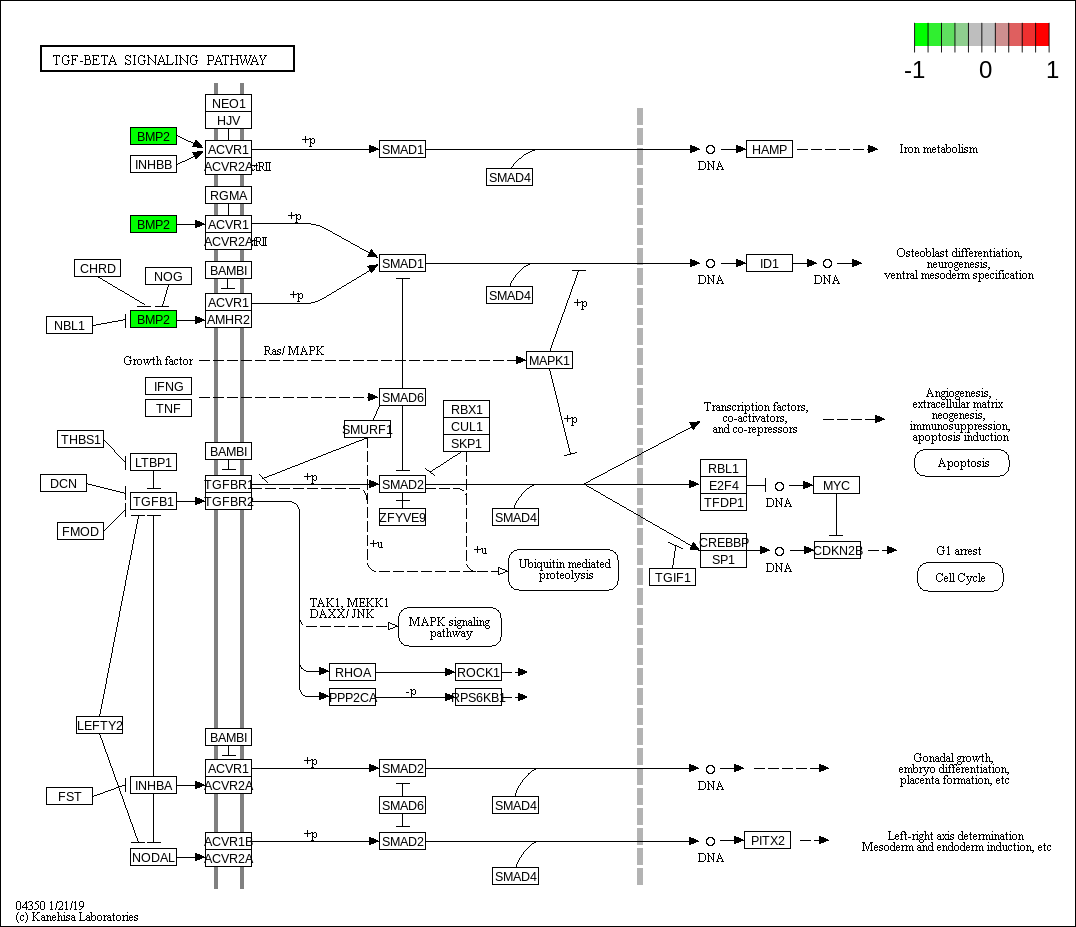 TGF-BETA SIGNALING PATHWAY
-1 0 1
NEO1
HJV
BMP2
INHBB
ACVR1
ACVR2A
tRII
+p
SMAD1
SMAD4
DNA
HAMP
Iron metabolism
RGMA
BMP2
ACVR1
ACVR2A
tRII
+p
SMAD1
SMAD4
DNA
ID1
DNA
Osteoblast differentiation,
neurogenesis,
ventral mesoderm specification
CHRD
NOG
BAMBI
NBL1
BMP2
ACVR1
AMHR2
+p
+p
Growth factor
Ras/ MAPK
MAPK1
IFNG
TNF
SMAD6
SMURF1
RBX1
CUL1
SKP1
+p
Transcription factors,
co-activators,
and co-repressors
Angiogenesis,
extracellular matrix
neogenesis,
immunosuppression,
apoptosis induction
Apoptosis
THBS1
LTBP1
DCN
TGFB1
FMOD
BAMBI
TGFBR1
TGFBR2
+p
SMAD2
ZFYVE9
SMAD4
RBL1
E2F4
TFDP1
DNA
MYC
CREBBP
SP1
DNA
CDKN2B
G1 arrest
Cell Cycle
TGIF1
+u
+u
Ubiquitin mediated
proteolysis
TAK1, MEKK1
DAXX/ JNK
MAPK signaling
pathway
RHOA
ROCK1
PPP2CA
-p
RPS6KB1
LEFTY2
BAMBI
FST
INHBA
ACVR1
ACVR2A
+p
SMAD2
SMAD4
DNA
Gonadal growth,
embryo differentiation,
placenta formation, etc
SMAD6
NODAL
ACVR1B
ACVR2A
+p
SMAD2
SMAD4
DNA
PITX2
Left-right axis determination
Mesoderm and endoderm induction, etc
04350 1/21/19
(c) Kanehisa Laboratories